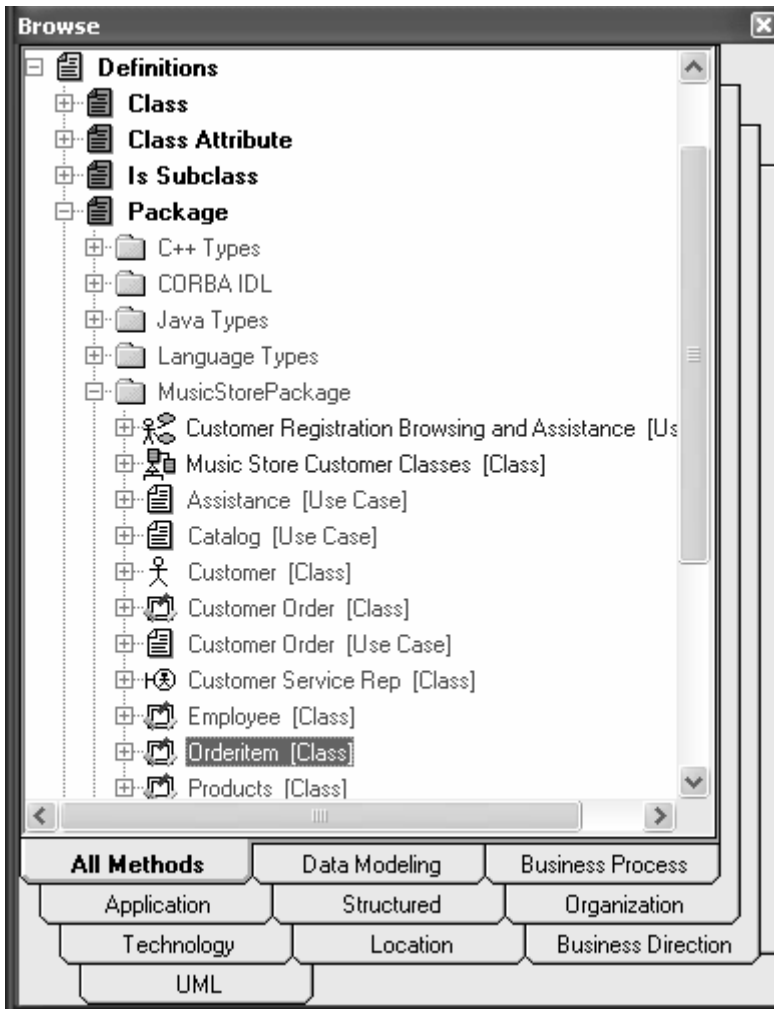 Browse
Definitions
Class
Class Attribute
Is Subclass
Package
C++ Types
CORBA IDL
Java Types
Language Types
MusicStorePackage
Customer Registration Browsing and Assistance [Us
Music Store Customer Classes [Class]
Assistance [Use Case]
Catalog [Use Case]
Customer [Class]
Customer Order [Class]
Customer Order [Use Case]
Customer Service Rep [Class]
Employee [Class]
Orderitem [Class]
Products [Class]
All Methods Data Modeling Business Process
Application Structured Organization
Technology Location Business Direction
UML